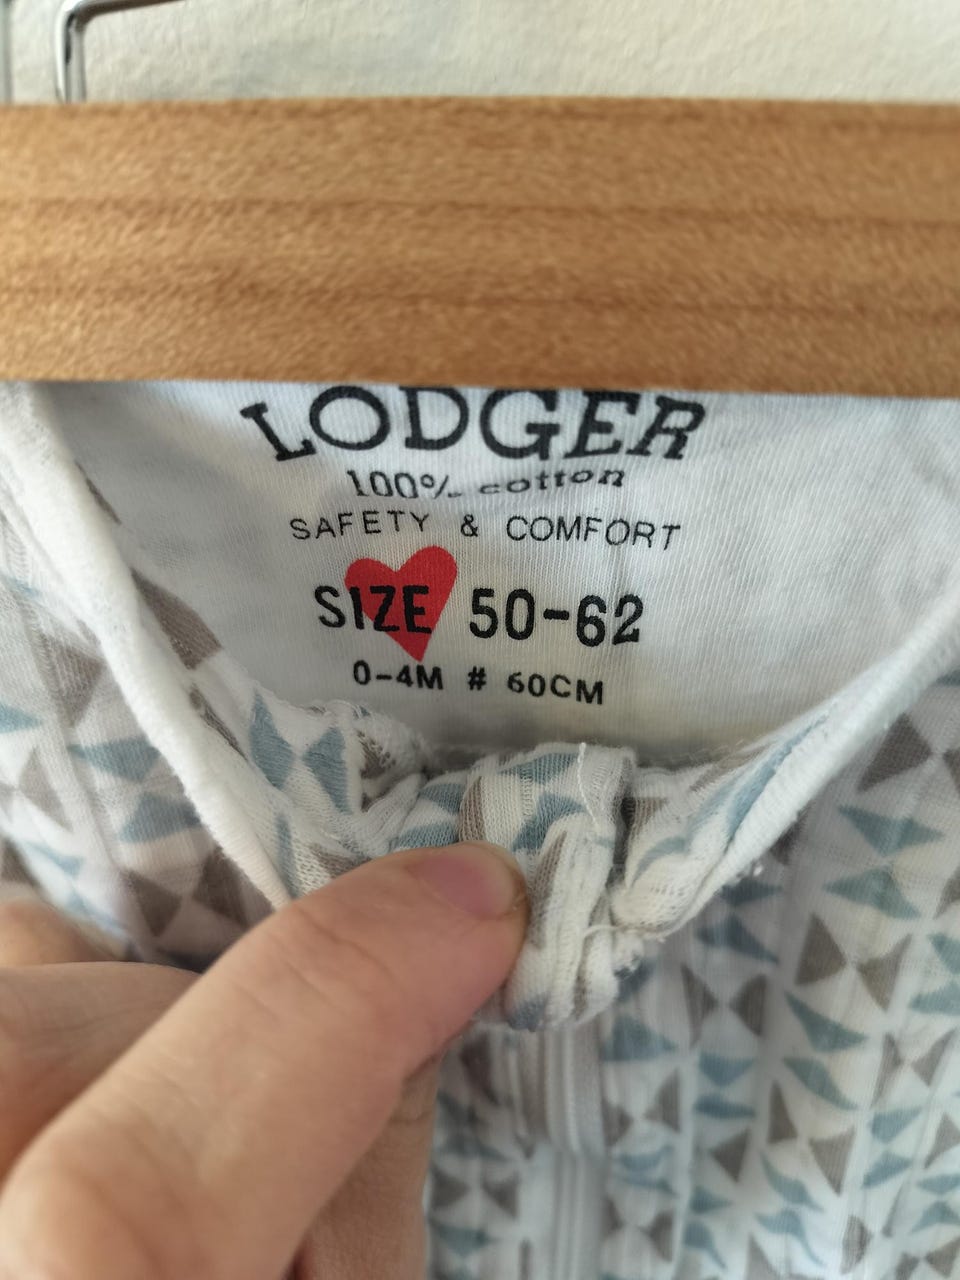 LODGER
100% cotton
SAFETY & COMFORT
SIZE 50-62
0-4M # 60CM